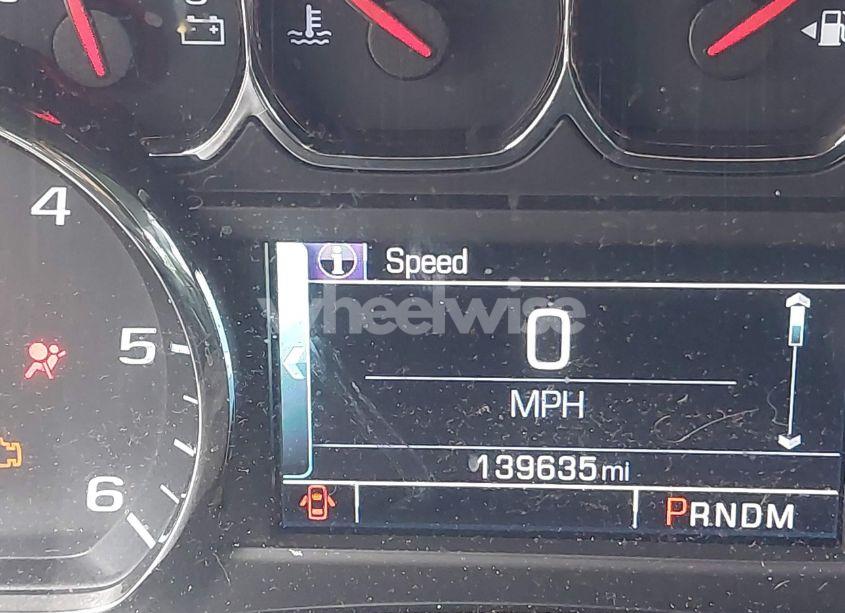 4
Speed
wheelwise
5
0
MPH
6
139635 mi
PRNDM